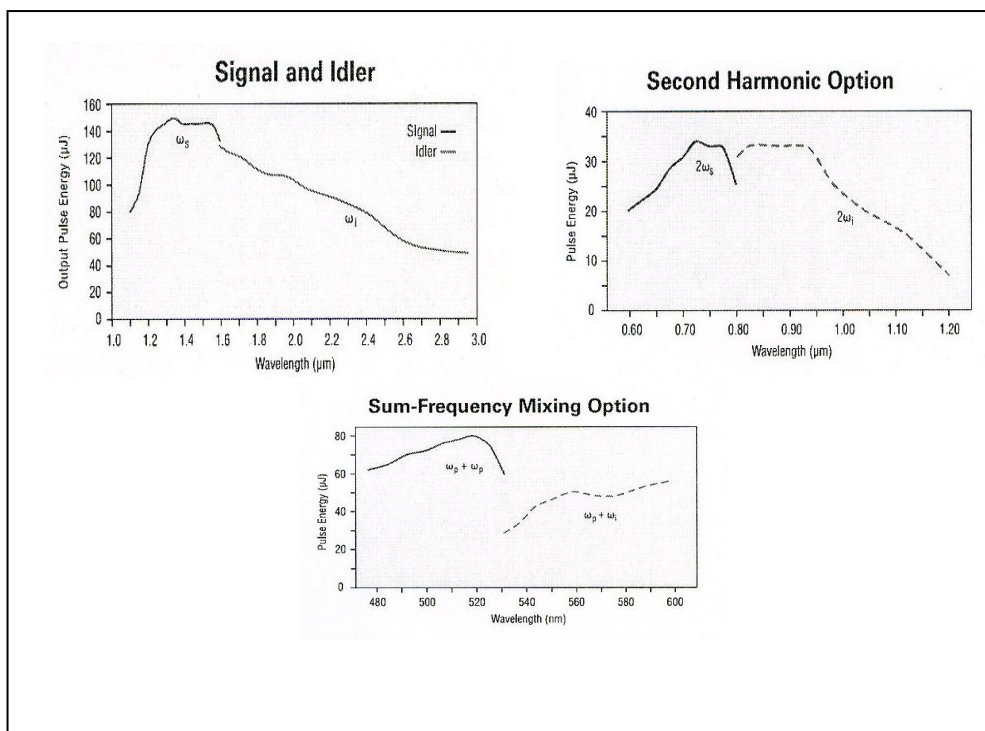 Signal and Idler
160
140
120
100
80
60
40
20
0
Output Pulse Energy (μJ)
ωs
Signal
Idler
ωi
1.0 1.2 1.4 1.6 1.8 2.0 2.2 2.4 2.6 2.8 3.0
Wavelength (μm)
Second Harmonic Option
40
30
20
10
0
Pulse Energy (μJ)
2ωs
2ωi
0.60 0.70 0.80 0.90 1.00 1.10 1.20
Wavelength (μm)
Sum-Frequency Mixing Option
80
60
40
20
0
Pulse Energy (μJ)
ωp + ωp
ωp + ωi
480 500 520 540 560 580 600
Wavelength (nm)